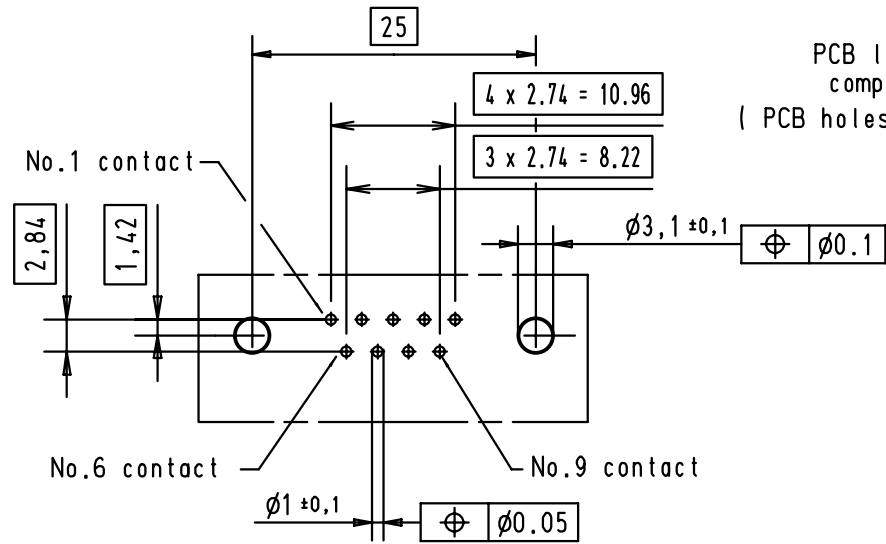 25
PCB l
comp
4 x 2.74 = 10.96
( PCB holes
3 x 2.74 = 8.22
No.1 contact
2,84
1,42
Ø3,1 ±0,1
⌖ Ø0.1
No.6 contact
No.9 contact
Ø1 ±0,1
⌖ Ø0.05